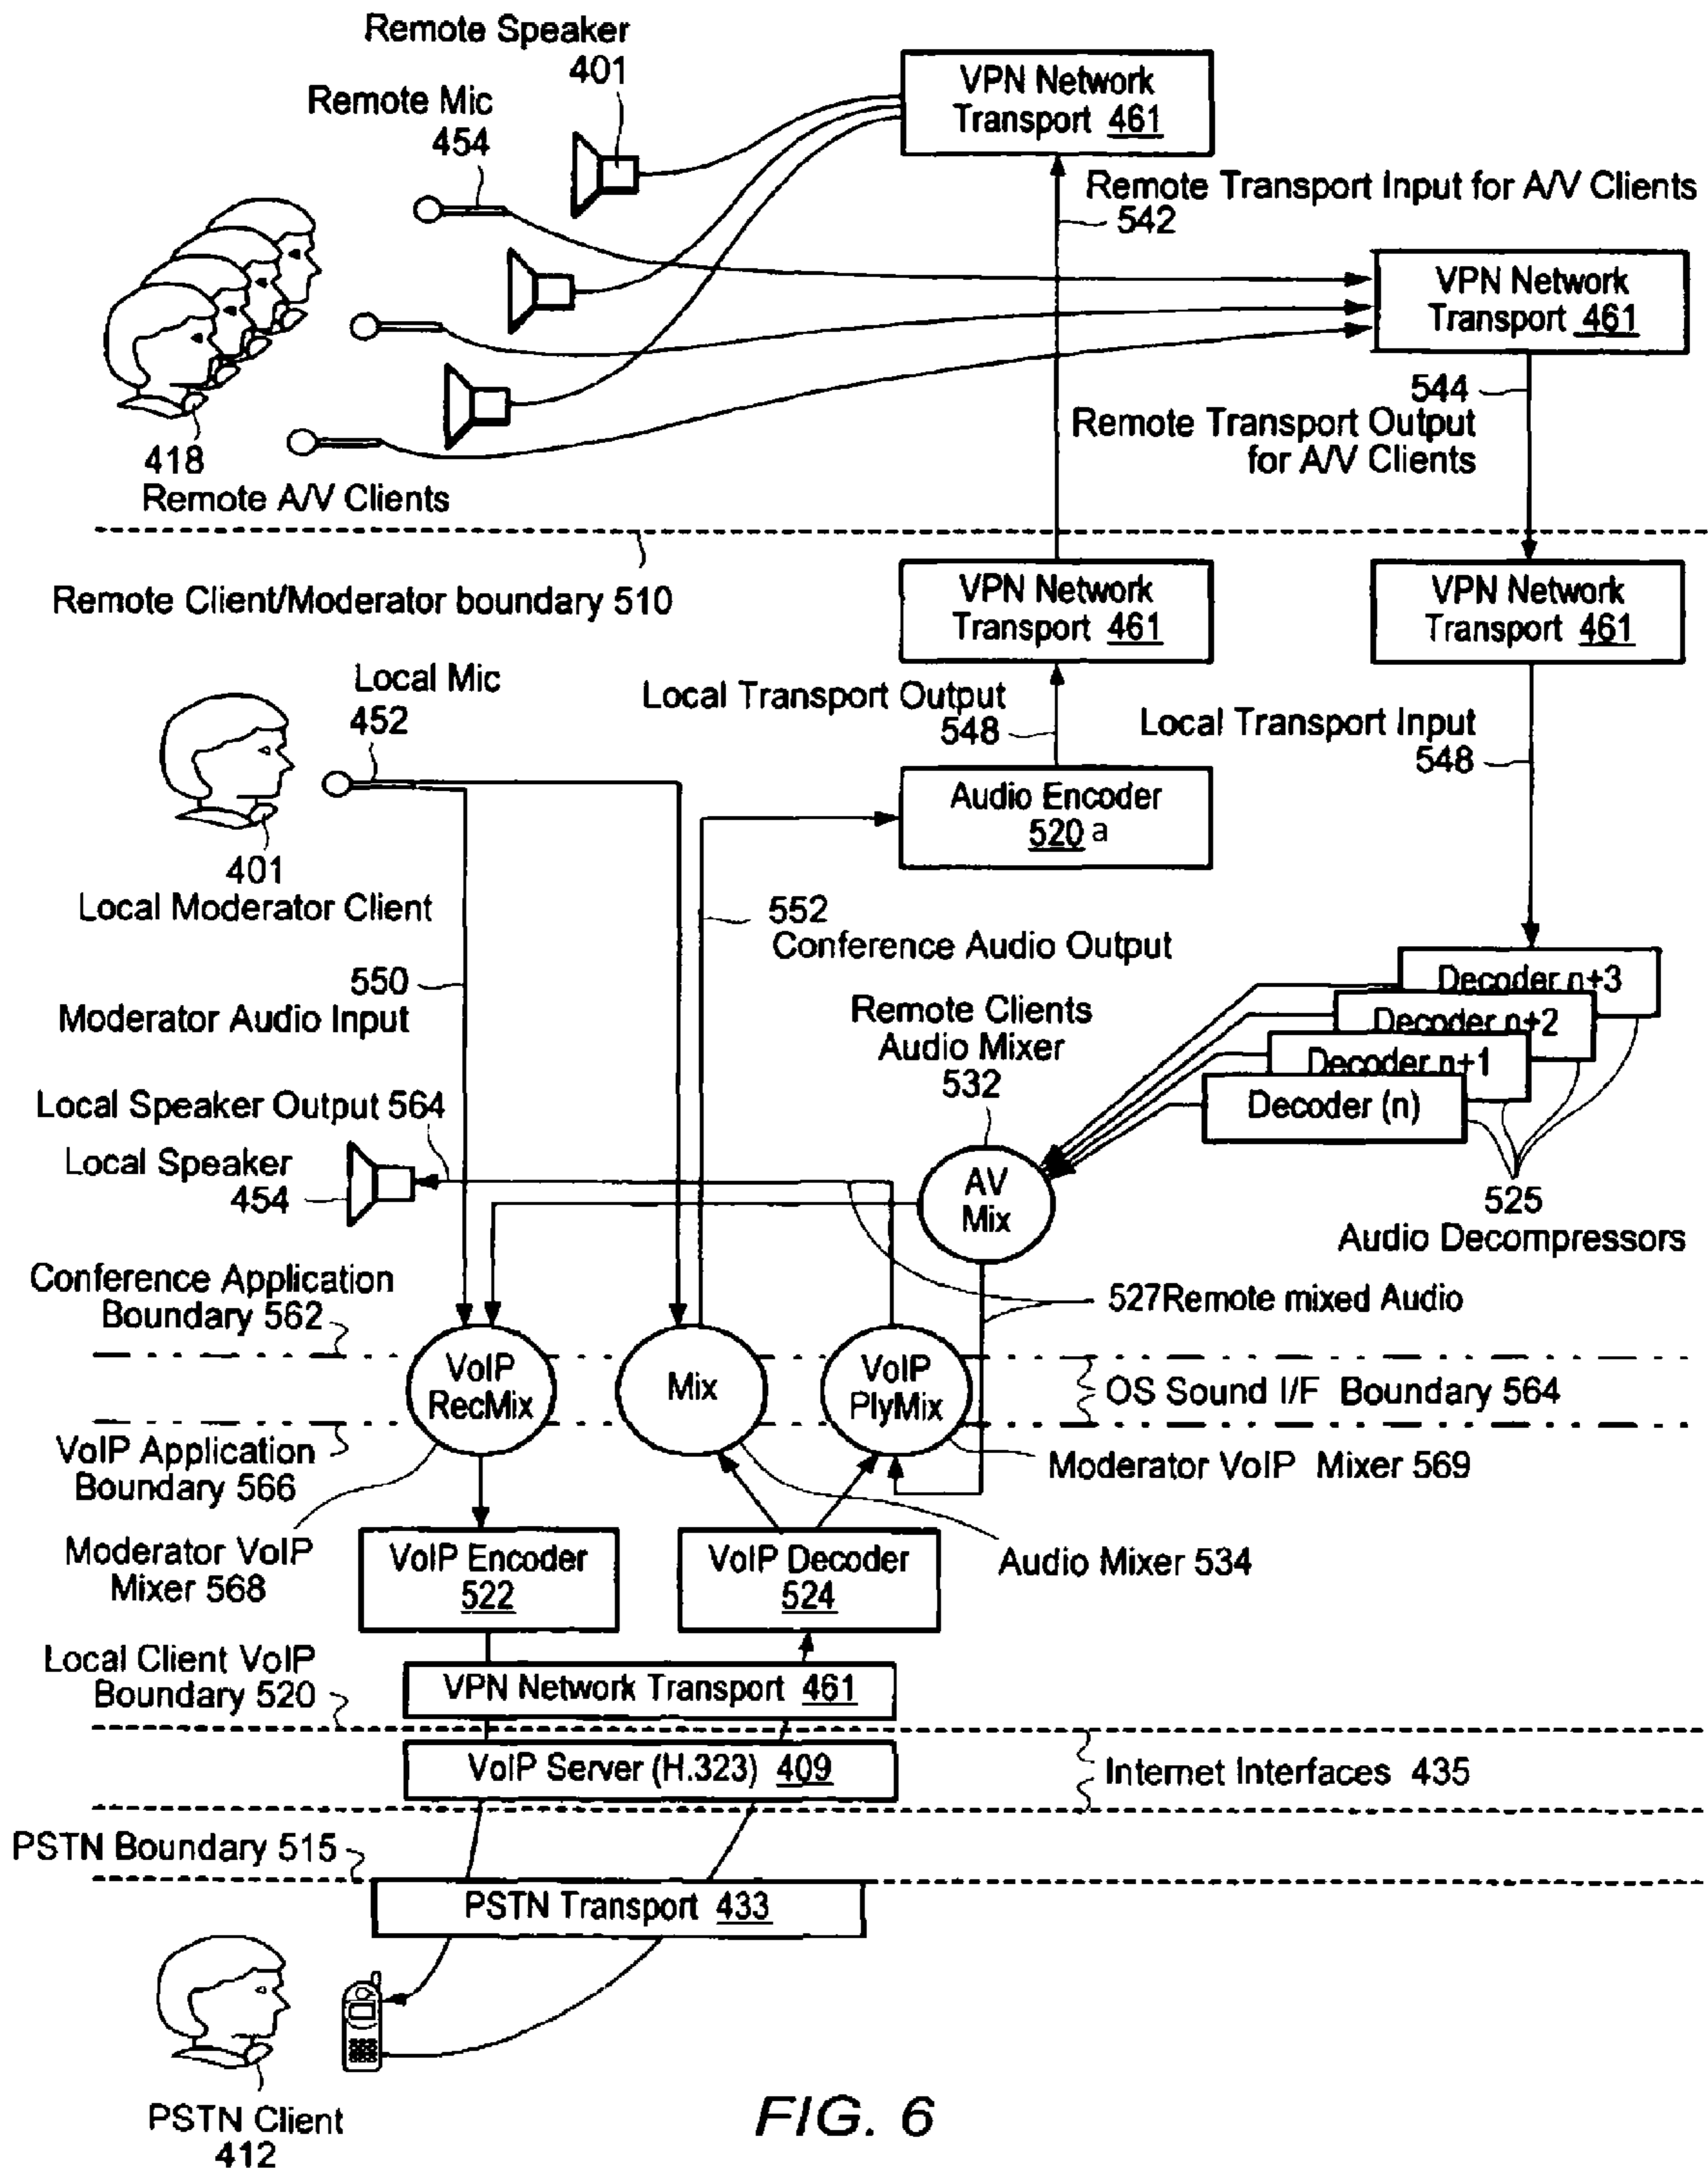 Remote Speaker
401
Remote Mic
454
VPN Network
Transport 461
Remote Transport Input for A/V Clients
542
VPN Network
Transport 461
544
Remote Transport Output
for A/V Clients
418
Remote A/V Clients
Remote Client/Moderator boundary 510
VPN Network
Transport 461
VPN Network
Transport 461
Local Mic
452
Local Transport Output
548
Local Transport Input
548
Audio Encoder
520 a
401
Local Moderator Client
552
Conference Audio Output
550
Moderator Audio Input
Remote Clients
Audio Mixer
532
Decoder n+3
Decoder n+2
Decoder n+1
Decoder (n)
Local Speaker Output 564
Local Speaker
454
AV
Mix
525
Audio Decompressors
Conference Application
Boundary 562
527Remote mixed Audio
VoIP
RecMix
Mix
VoIP
PlyMix
OS Sound I/F Boundary 564
VoIP Application
Boundary 566
Moderator VoIP Mixer 569
Moderator VoIP
Mixer 568
VoIP Encoder
522
VoIP Decoder
524
Audio Mixer 534
Local Client VoIP
Boundary 520
VPN Network Transport 461
VoIP Server (H.323) 409
Internet Interfaces 435
PSTN Boundary 515
PSTN Transport 433
PSTN Client
412
FIG. 6